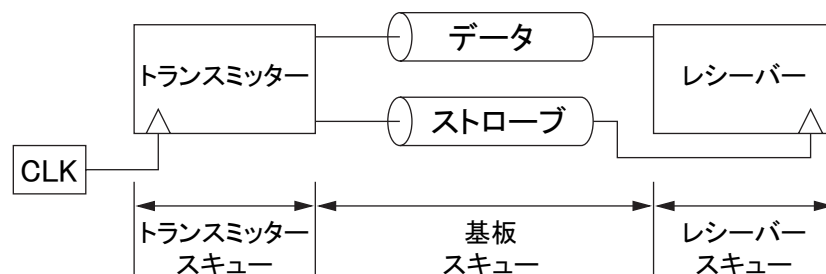 データ
トランスミッター
レシーバー
ストローブ
CLK
トランスミッター
スキュー
基板
スキュー
レシーバー
スキュー